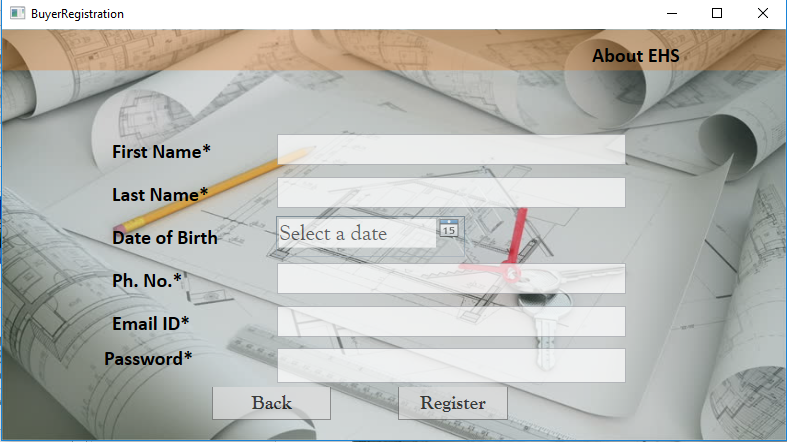 BuyerRegistration
About EHS
First Name*
Last Name*
Date of Birth
Select a date
15
Ph. No.*
Email ID*
Password*
Back
Register